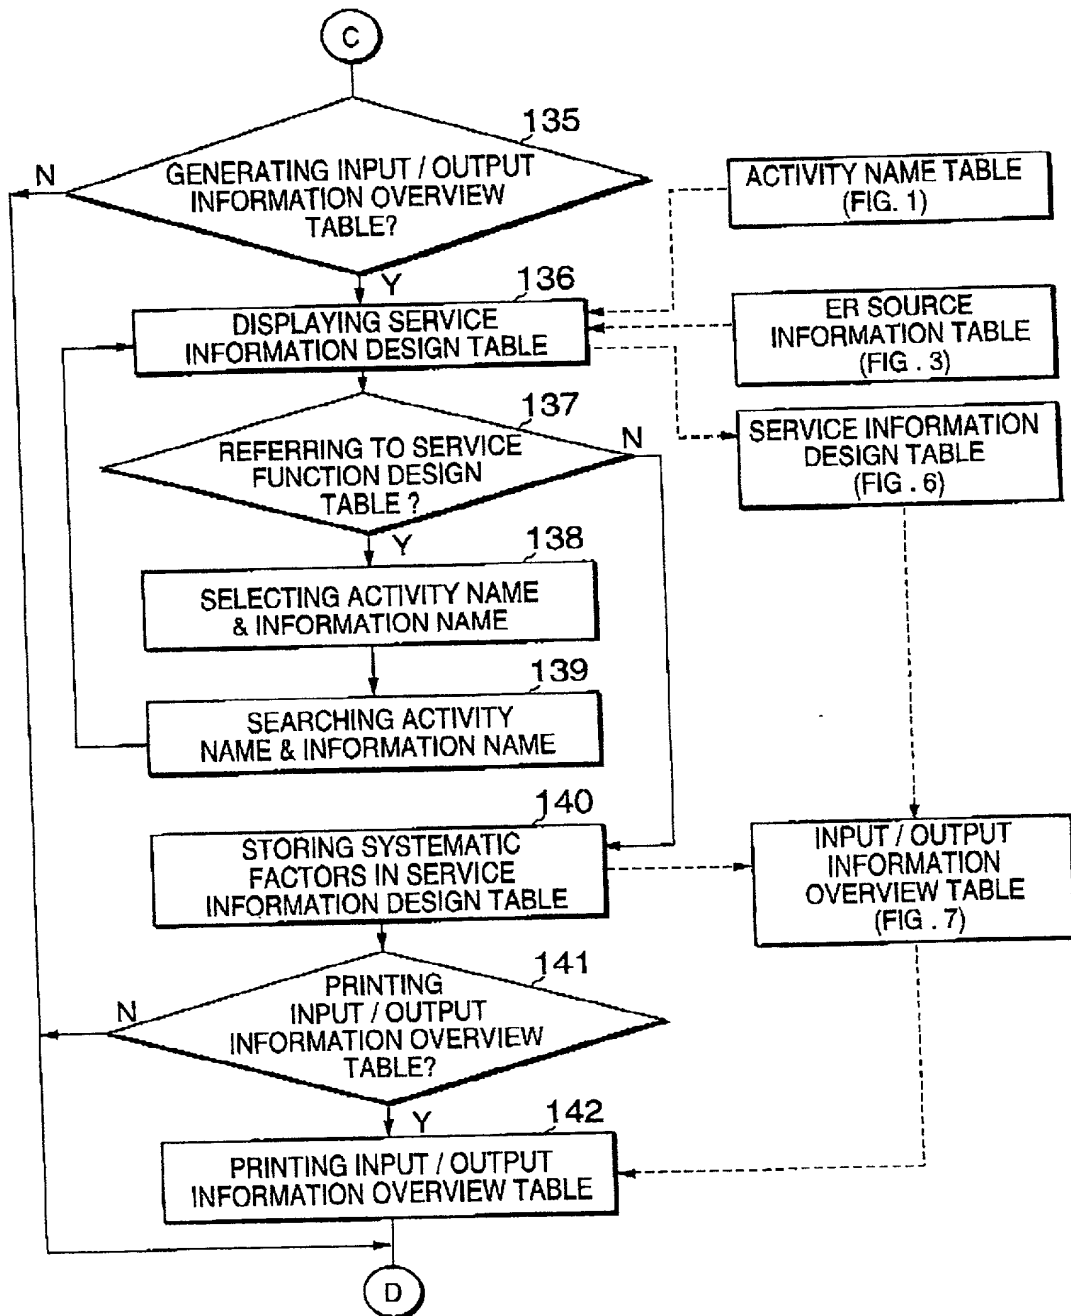 C
135
N
GENERATING INPUT / OUTPUT
INFORMATION OVERVIEW
TABLE?
Y
ACTIVITY NAME TABLE
(FIG. 1)
136
DISPLAYING SERVICE
INFORMATION DESIGN TABLE
ER SOURCE
INFORMATION TABLE
(FIG . 3)
137
REFERRING TO SERVICE
FUNCTION DESIGN
TABLE ?
N
Y
SERVICE INFORMATION
DESIGN TABLE
(FIG . 6)
138
SELECTING ACTIVITY NAME
& INFORMATION NAME
139
SEARCHING ACTIVITY
NAME & INFORMATION NAME
140
STORING SYSTEMATIC
FACTORS IN SERVICE
INFORMATION DESIGN TABLE
INPUT / OUTPUT
INFORMATION
OVERVIEW TABLE
(FIG . 7)
141
N
PRINTING
INPUT / OUTPUT
INFORMATION OVERVIEW
TABLE?
Y
142
PRINTING INPUT / OUTPUT
INFORMATION OVERVIEW TABLE
D